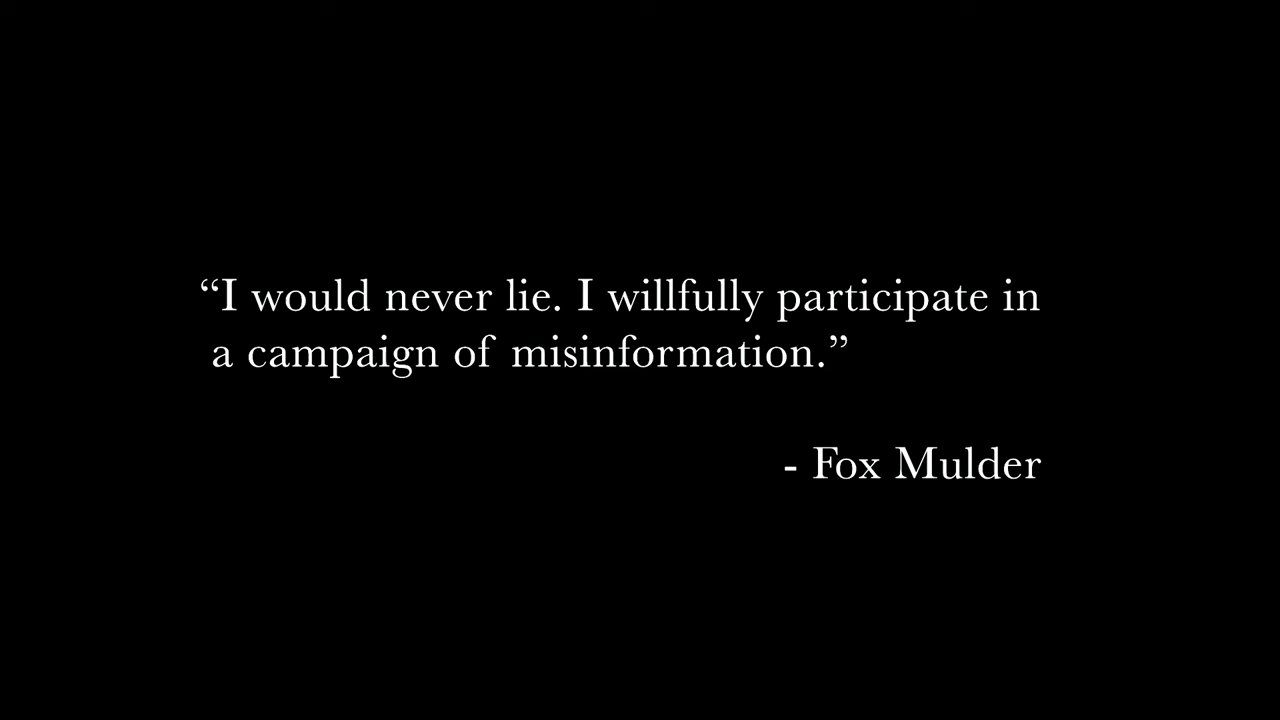 “I would never lie. I willfully participate in
a campaign of misinformation.”
- Fox Mulder